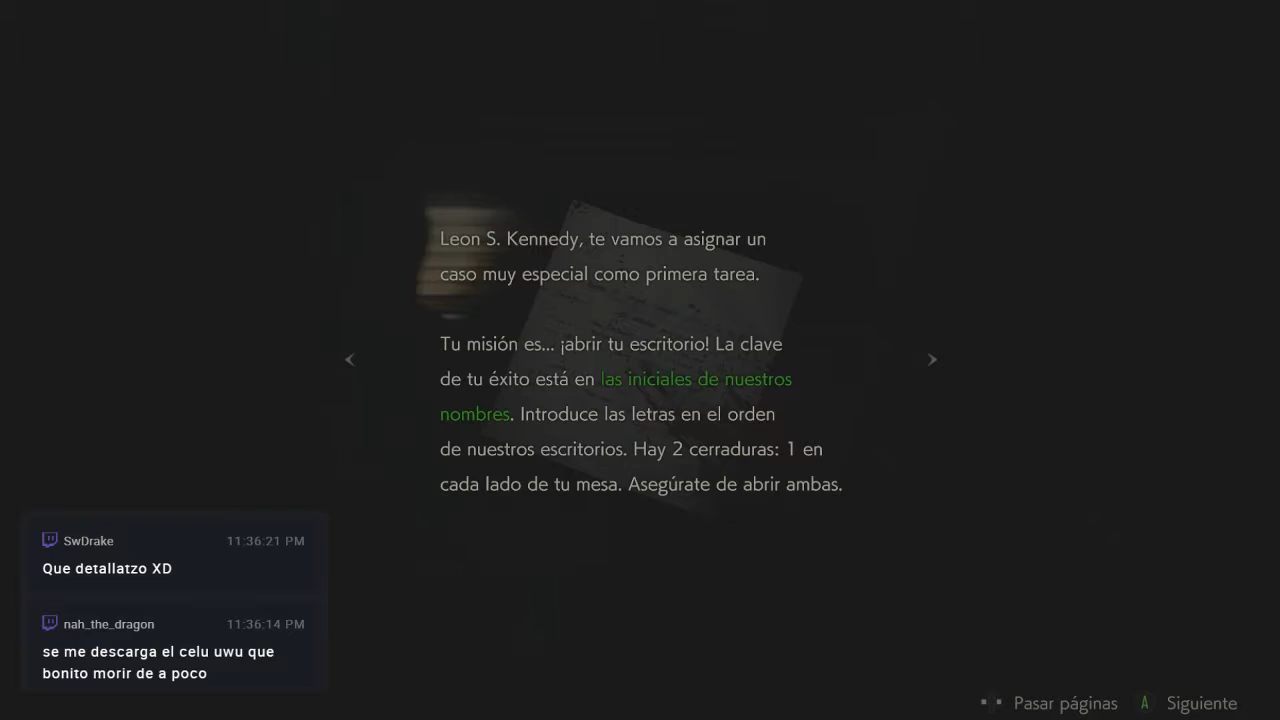 Leon S. Kennedy, te vamos a asignar un
caso muy especial como primera tarea.
Tu misión es... ¡abrir tu escritorio! La clave
de tu éxito está en las iniciales de nuestros
nombres. Introduce las letras en el orden
de nuestros escritorios. Hay 2 cerraduras: 1 en
cada lado de tu mesa. Asegúrate de abrir ambas.
SwDrake 11:36:21 PM
Que detallatzo XD
nah_the_dragon 11:36:14 PM
se me descarga el celu uwu que
bonito morir de a poco
Pasar páginas A Siguiente